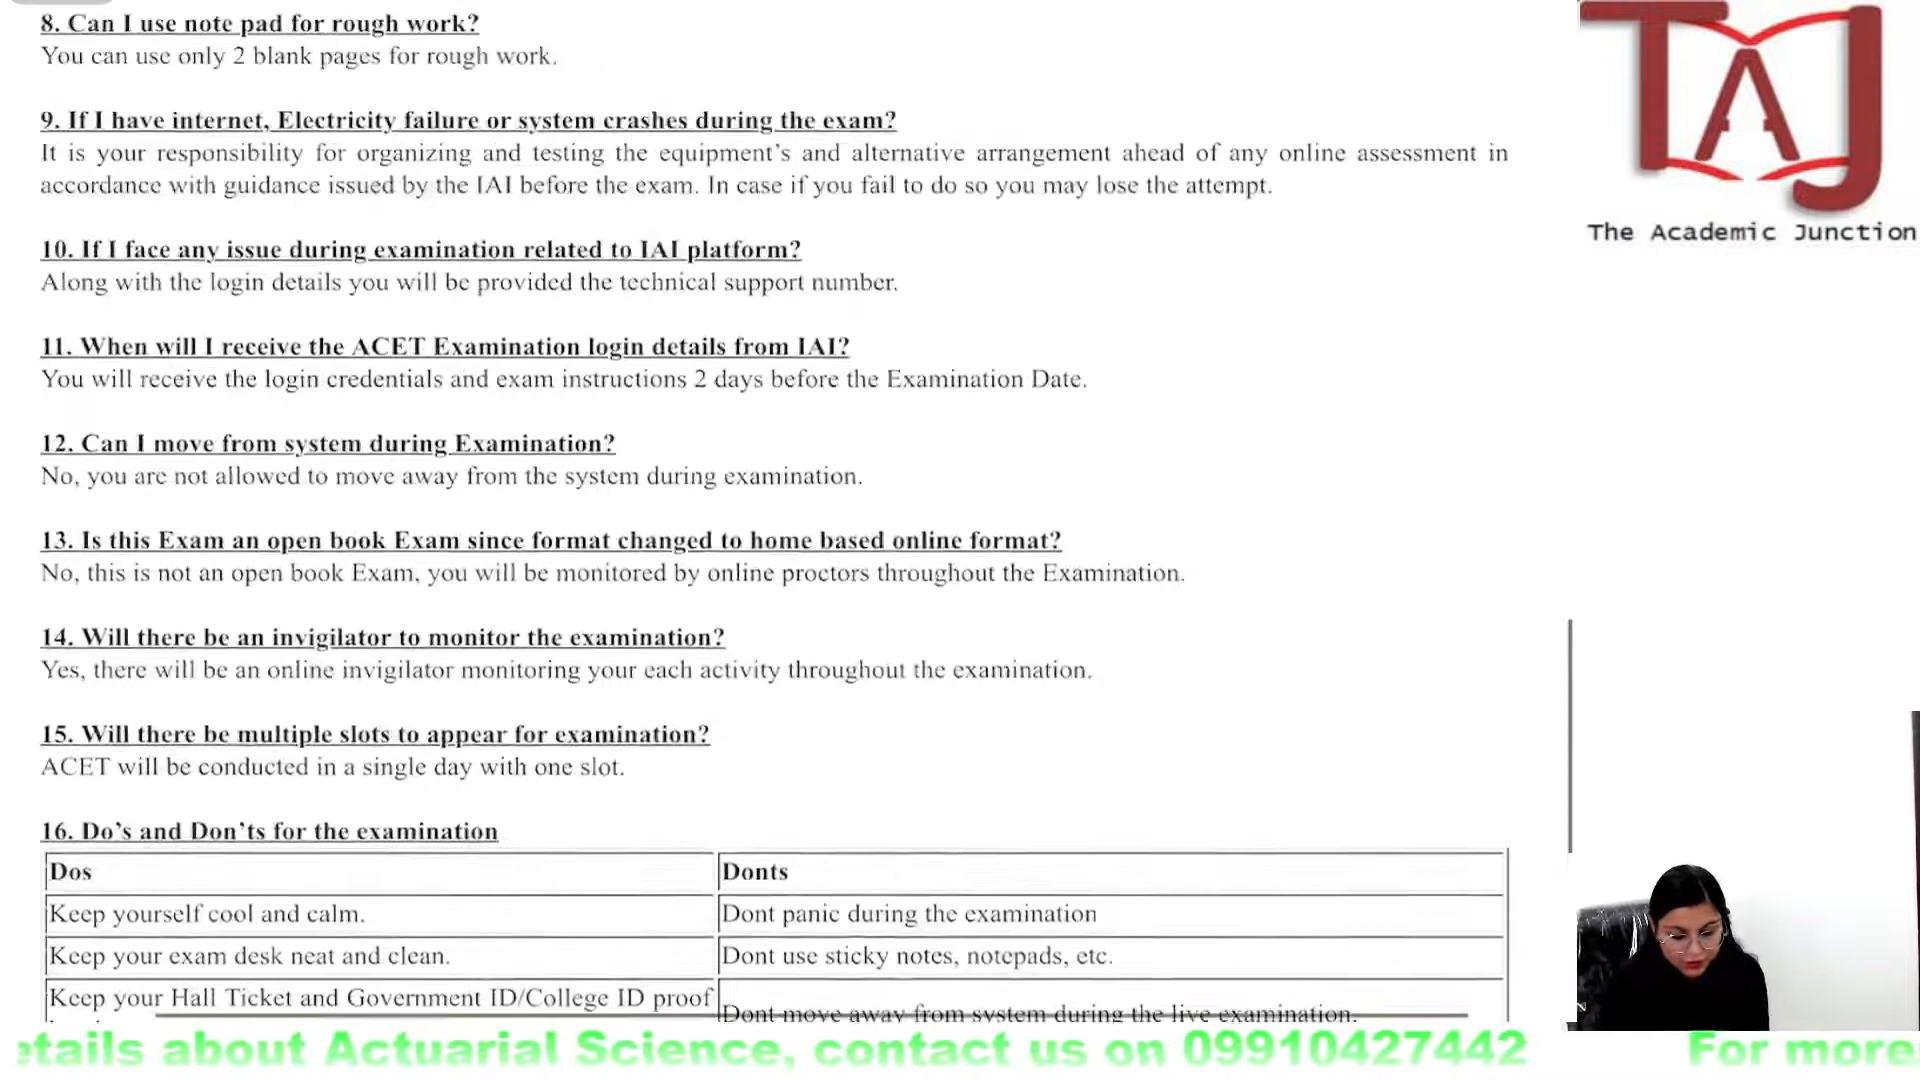 8. Can I use note pad for rough work?
You can use only 2 blank pages for rough work.
9. If I have internet, Electricity failure or system crashes during the exam?
It is your responsibility for organizing and testing the equipment's and alternative arrangement ahead of any online assessment in
accordance with guidance issued by the IAI before the exam. In case if you fail to do so you may lose the attempt.
10. If I face any issue during examination related to IAI platform?
Along with the login details you will be provided the technical support number.
11. When will I receive the ACET Examination login details from IAI?
You will receive the login credentials and exam instructions 2 days before the Examination Date.
12. Can I move from system during Examination?
No, you are not allowed to move away from the system during examination.
13. Is this Exam an open book Exam since format changed to home based online format?
No, this is not an open book Exam, you will be monitored by online proctors throughout the Examination.
14. Will there be an invigilator to monitor the examination?
Yes, there will be an online invigilator monitoring your each activity throughout the examination.
15. Will there be multiple slots to appear for examination?
ACET will be conducted in a single day with one slot.
16. Do's and Don'ts for the examination
Dos
Donts
Keep yourself cool and calm.
Dont panic during the examination
Keep your exam desk neat and clean.
Dont use sticky notes, notepads, etc.
Keep your Hall Ticket and Government ID/College ID proof
Dont move away from system during the live examination.
TAJ
The Academic Junction
etails about Actuarial Science, contact us on 09910427442
For more